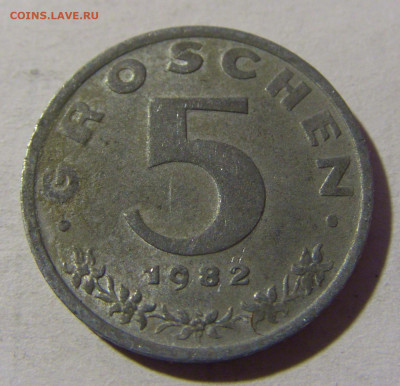 COINS.LAVE.RU
GROSCHEN
5
1982